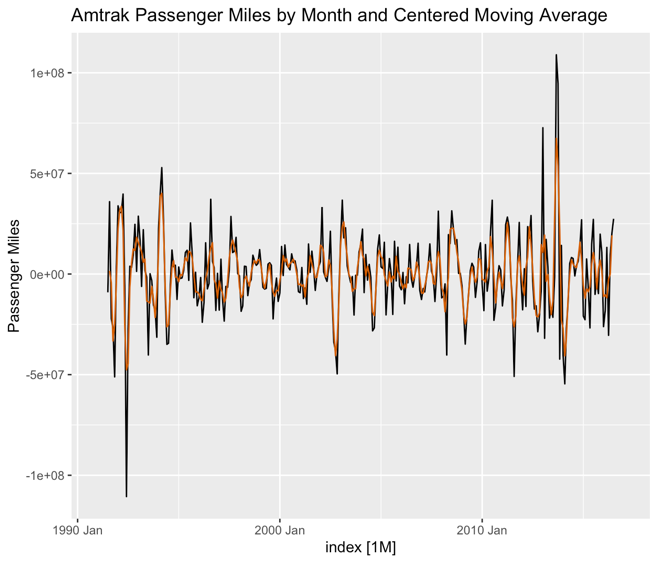 Amtrak Passenger Miles by Month and Centered Moving Average
1e+08
5e+07
0e+00
-5e+07
-1e+08
Passenger Miles
1990 Jan
2000 Jan
2010 Jan
index [1M]